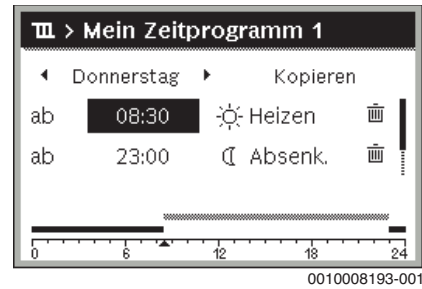 > Mein Zeitprogramm 1
Donnerstag Kopieren
ab 08:30 Heizen
ab 23:00 Absenk.
0 6 12 18 24
0010008193-001